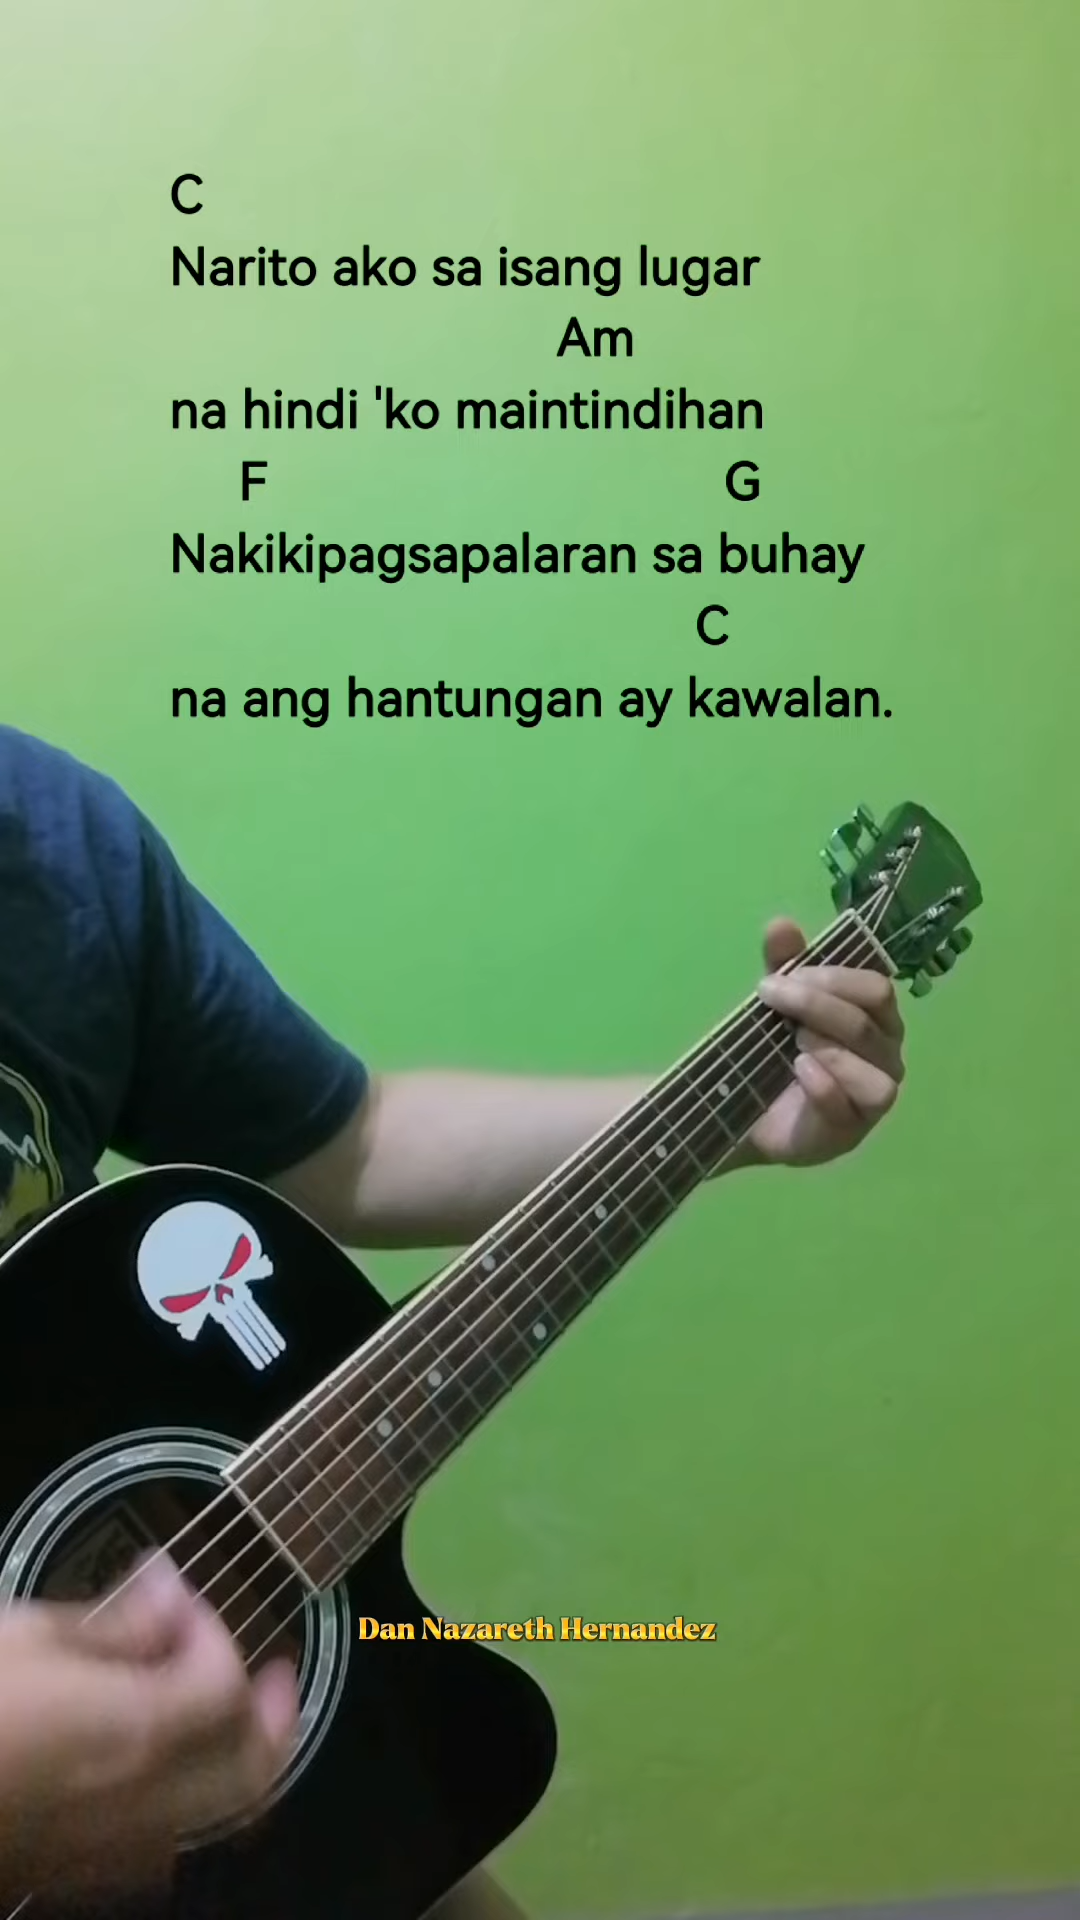 C
Narito ako sa isang lugar
Am
na hindi 'ko maintindihan
F G
Nakikipagsapalaran sa buhay
C
na ang hantungan ay kawalan.
Dan Nazareth Hernandez